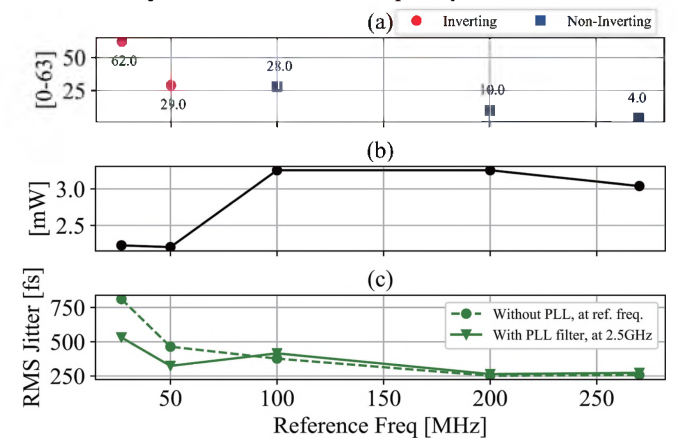 (a)
Inverting
Non-Inverting
[0-63]
50
25
62.0
29.0
28.0
10.0
4.0
(b)
[mW]
3.0
2.5
(c)
RMS Jitter [fs]
750
500
250
Without PLL, at ref. freq.
With PLL filter, at 2.5GHz
50
100
150
200
250
Reference Freq [MHz]